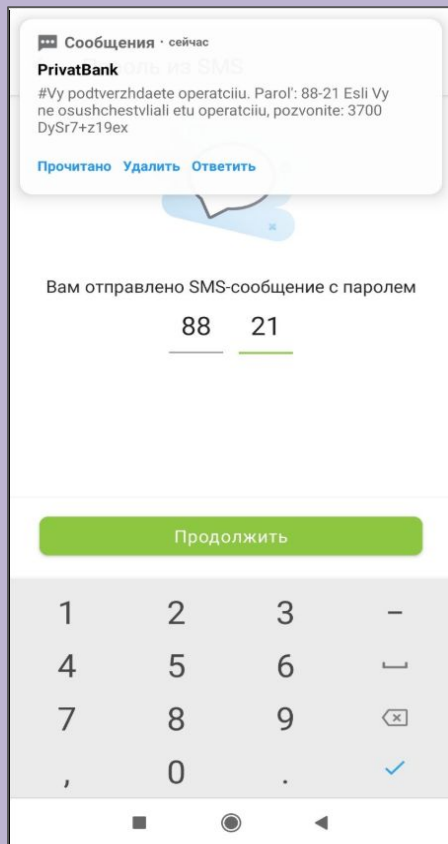 Сообщения · сейчас
PrivatBank
#Vy podtverzhdaete operatciiu. Parol': 88-21 Esli Vy
ne osushchestvliali etu operatciiu, pozvonite: 3700
DySr7+z19ex
Прочитано Удалить Ответить
Вам отправлено SMS-сообщение с паролем
88 21
Продолжить
1 2 3 –
4 5 6
7 8 9
, 0 .